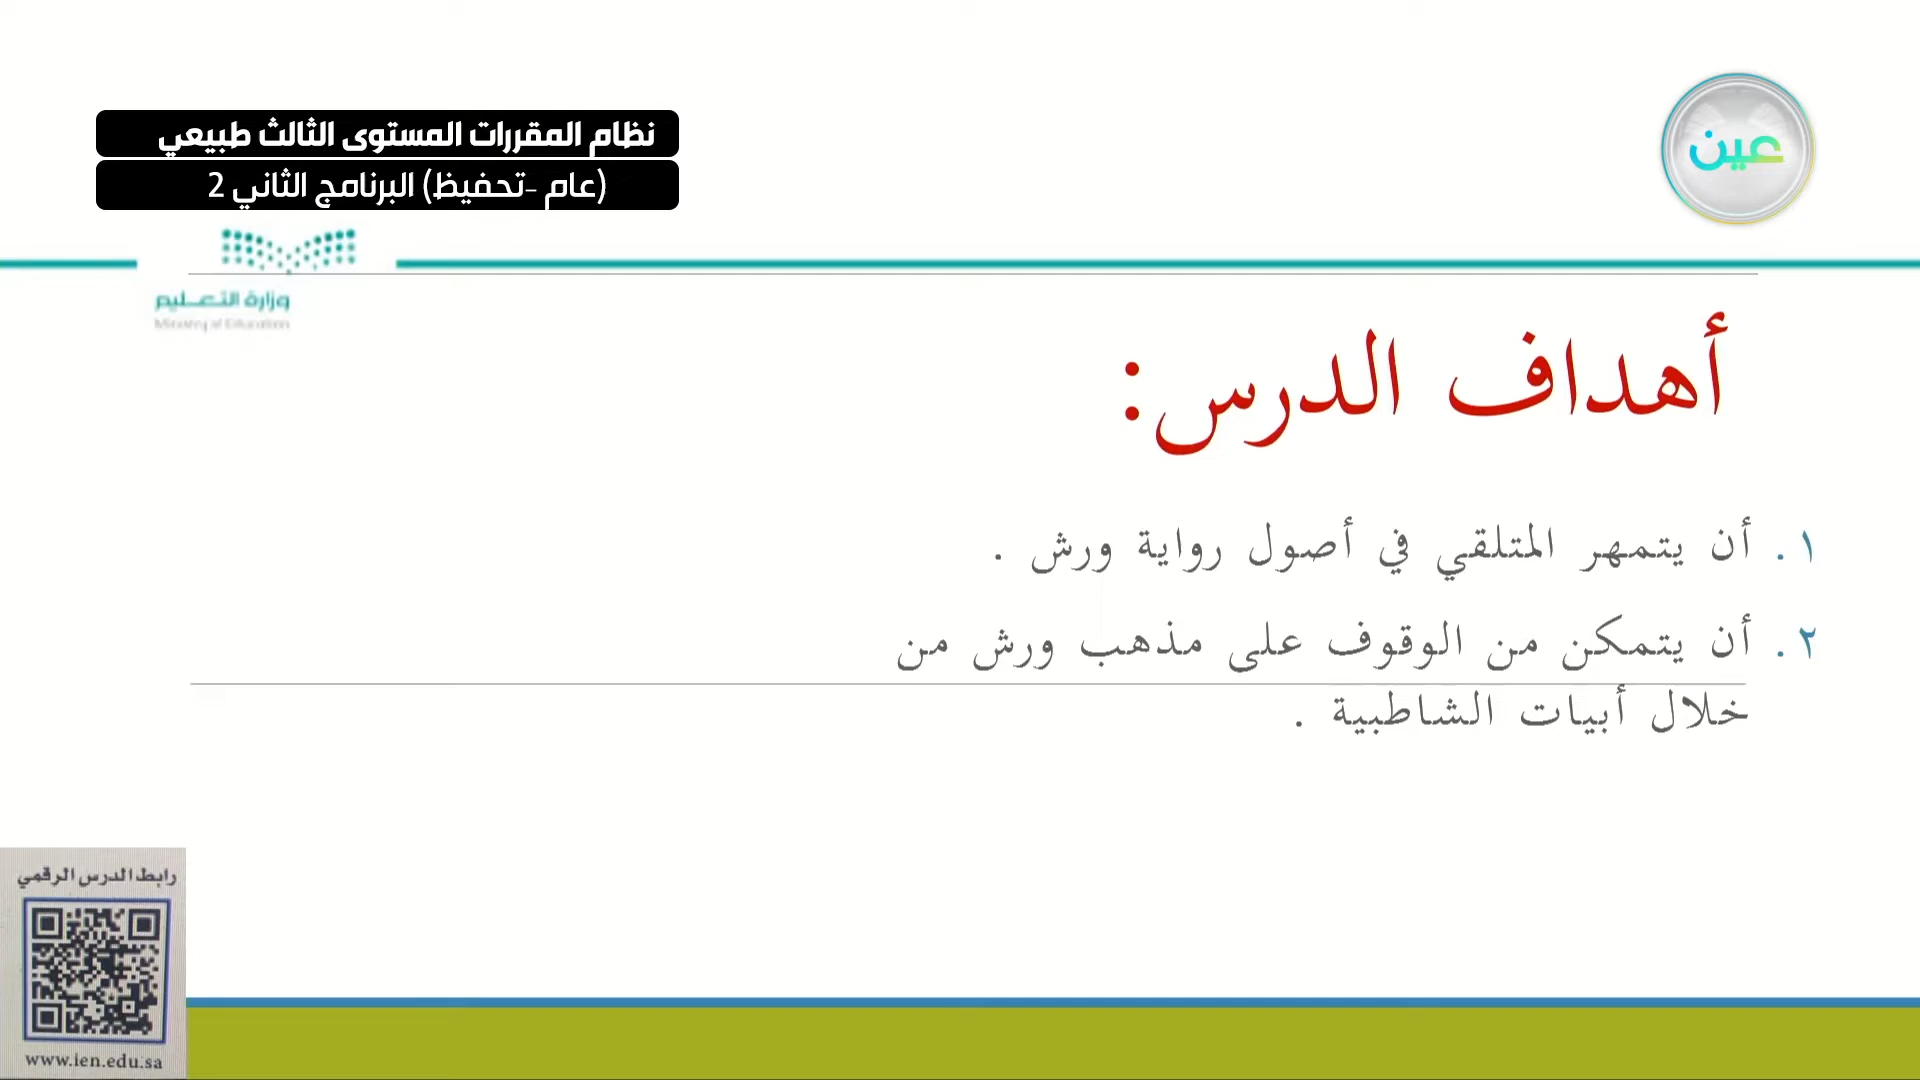 نظام المقررات المستوى الثالث طبيعي
(عام -تحفيظ) البرنامج الثاني 2
عين
وزارة التعليم
Ministry of Education
أهداف الدرس:
١. أن يتمهر المتلقي في أصول رواية ورش .
٢. أن يتمكن من الوقوف على مذهب ورش من
خلال أبيات الشاطبية .
رابط الدرس الرقمي
www.ien.edu.sa